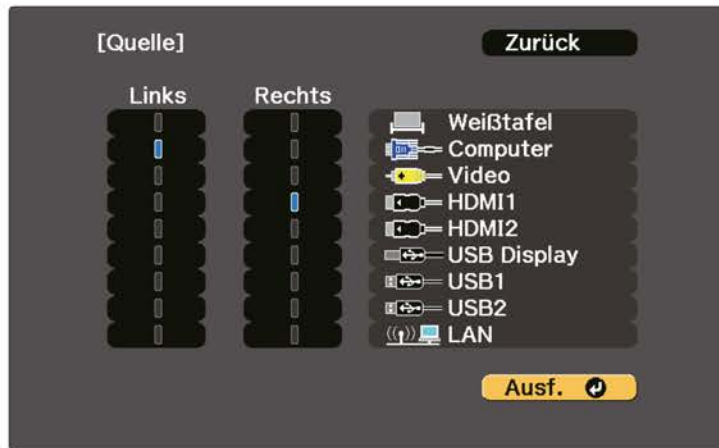 [Quelle]
Zurück
Links
Rechts
Weißtafel
Computer
Video
HDMI1
HDMI2
USB Display
USB1
USB2
LAN
Ausf.